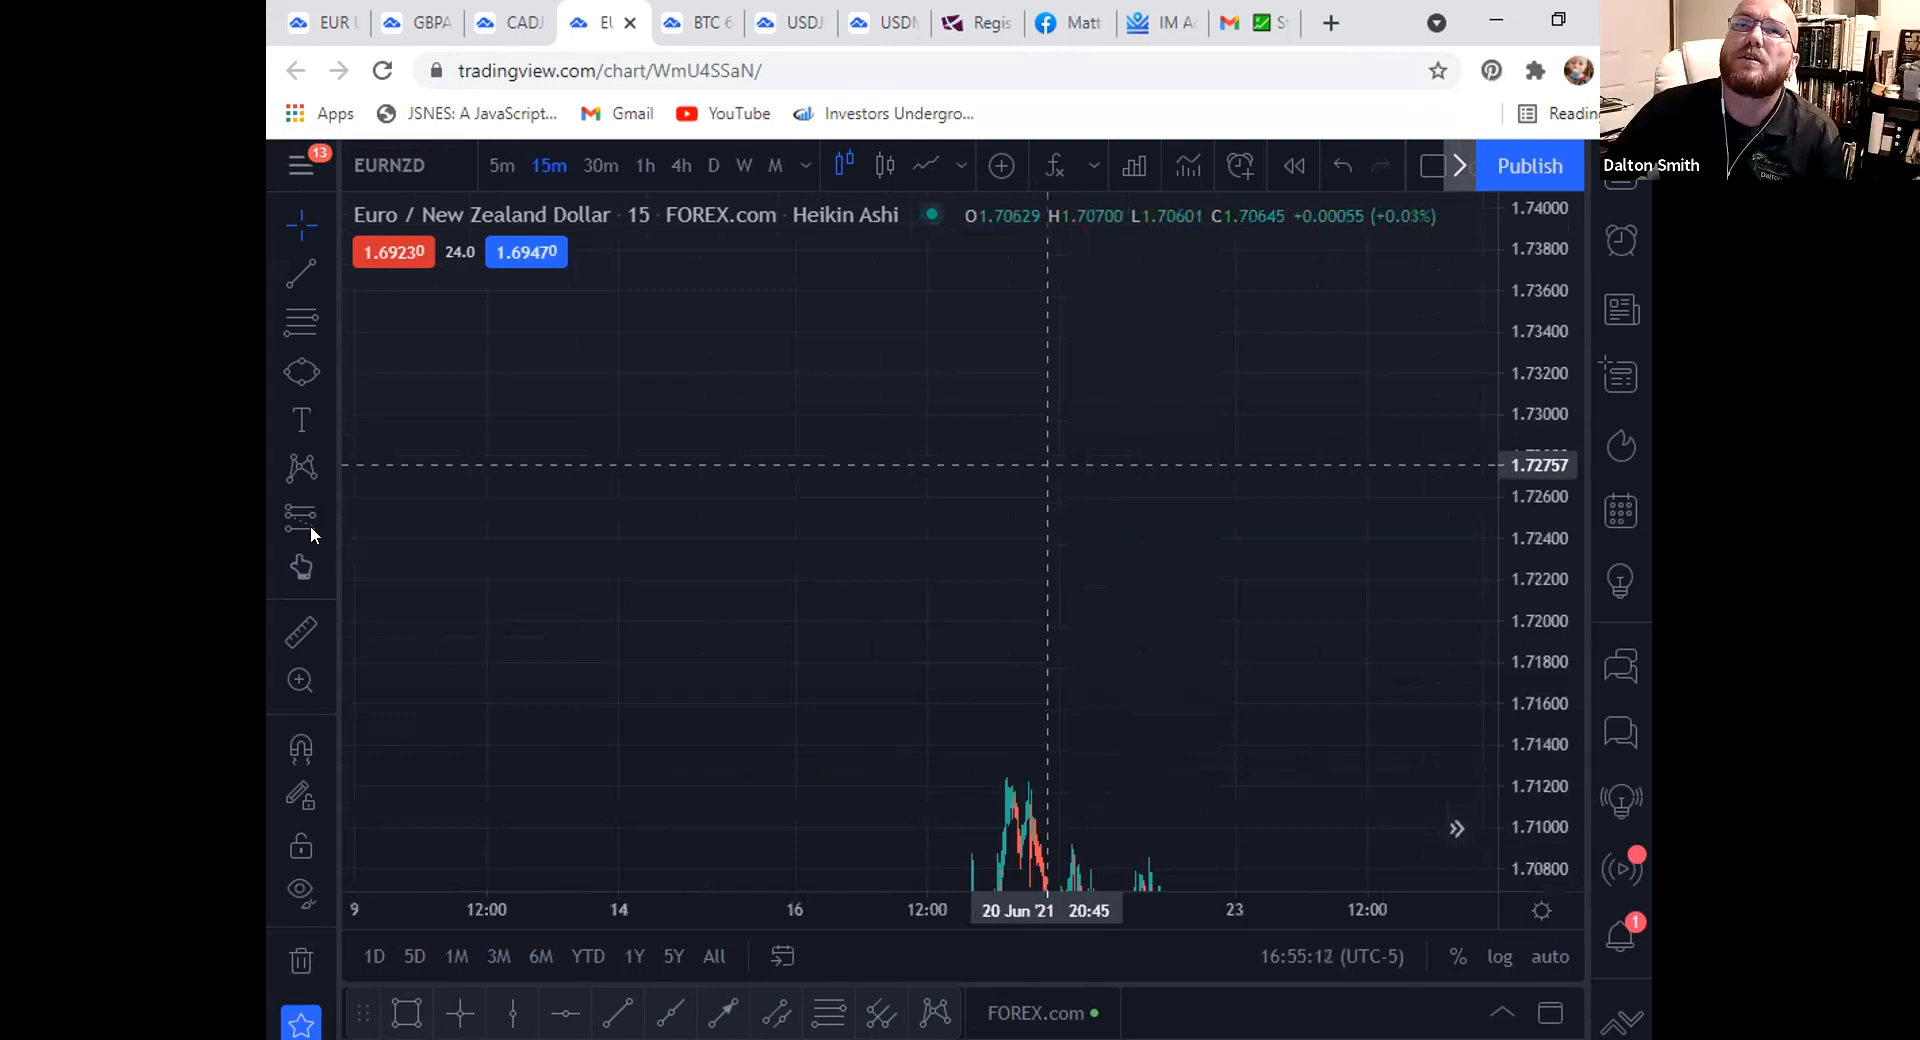 EUR
GBPA
CADJ
EU
BTC 6
USDJ
USDM
Regis
Matt
IM Ac
S
tradingview.com/chart/WmU4SSaN/
Apps
JSNES: A JavaScript...
Gmail
YouTube
Investors Undergro...
Readin
13
EURNZD
5m 15m 30m 1h 4h D W M
Publish
Dalton Smith
Euro / New Zealand Dollar · 15 · FOREX.com · Heikin Ashi
O1.70629 H1.70700 L1.70601 C1.70645 +0.00055 (+0.03%)
1.69230 24.0 1.69470
1.74000
1.73800
1.73600
1.73400
1.73200
1.73000
1.72757
1.72600
1.72400
1.72200
1.72000
1.71800
1.71600
1.71400
1.71200
1.71000
1.70800
9 12:00 14 16 12:00 20 Jun '21 20:45 23 12:00
1D 5D 1M 3M 6M YTD 1Y 5Y All
16:55:12 (UTC-5) % log auto
1
FOREX.com